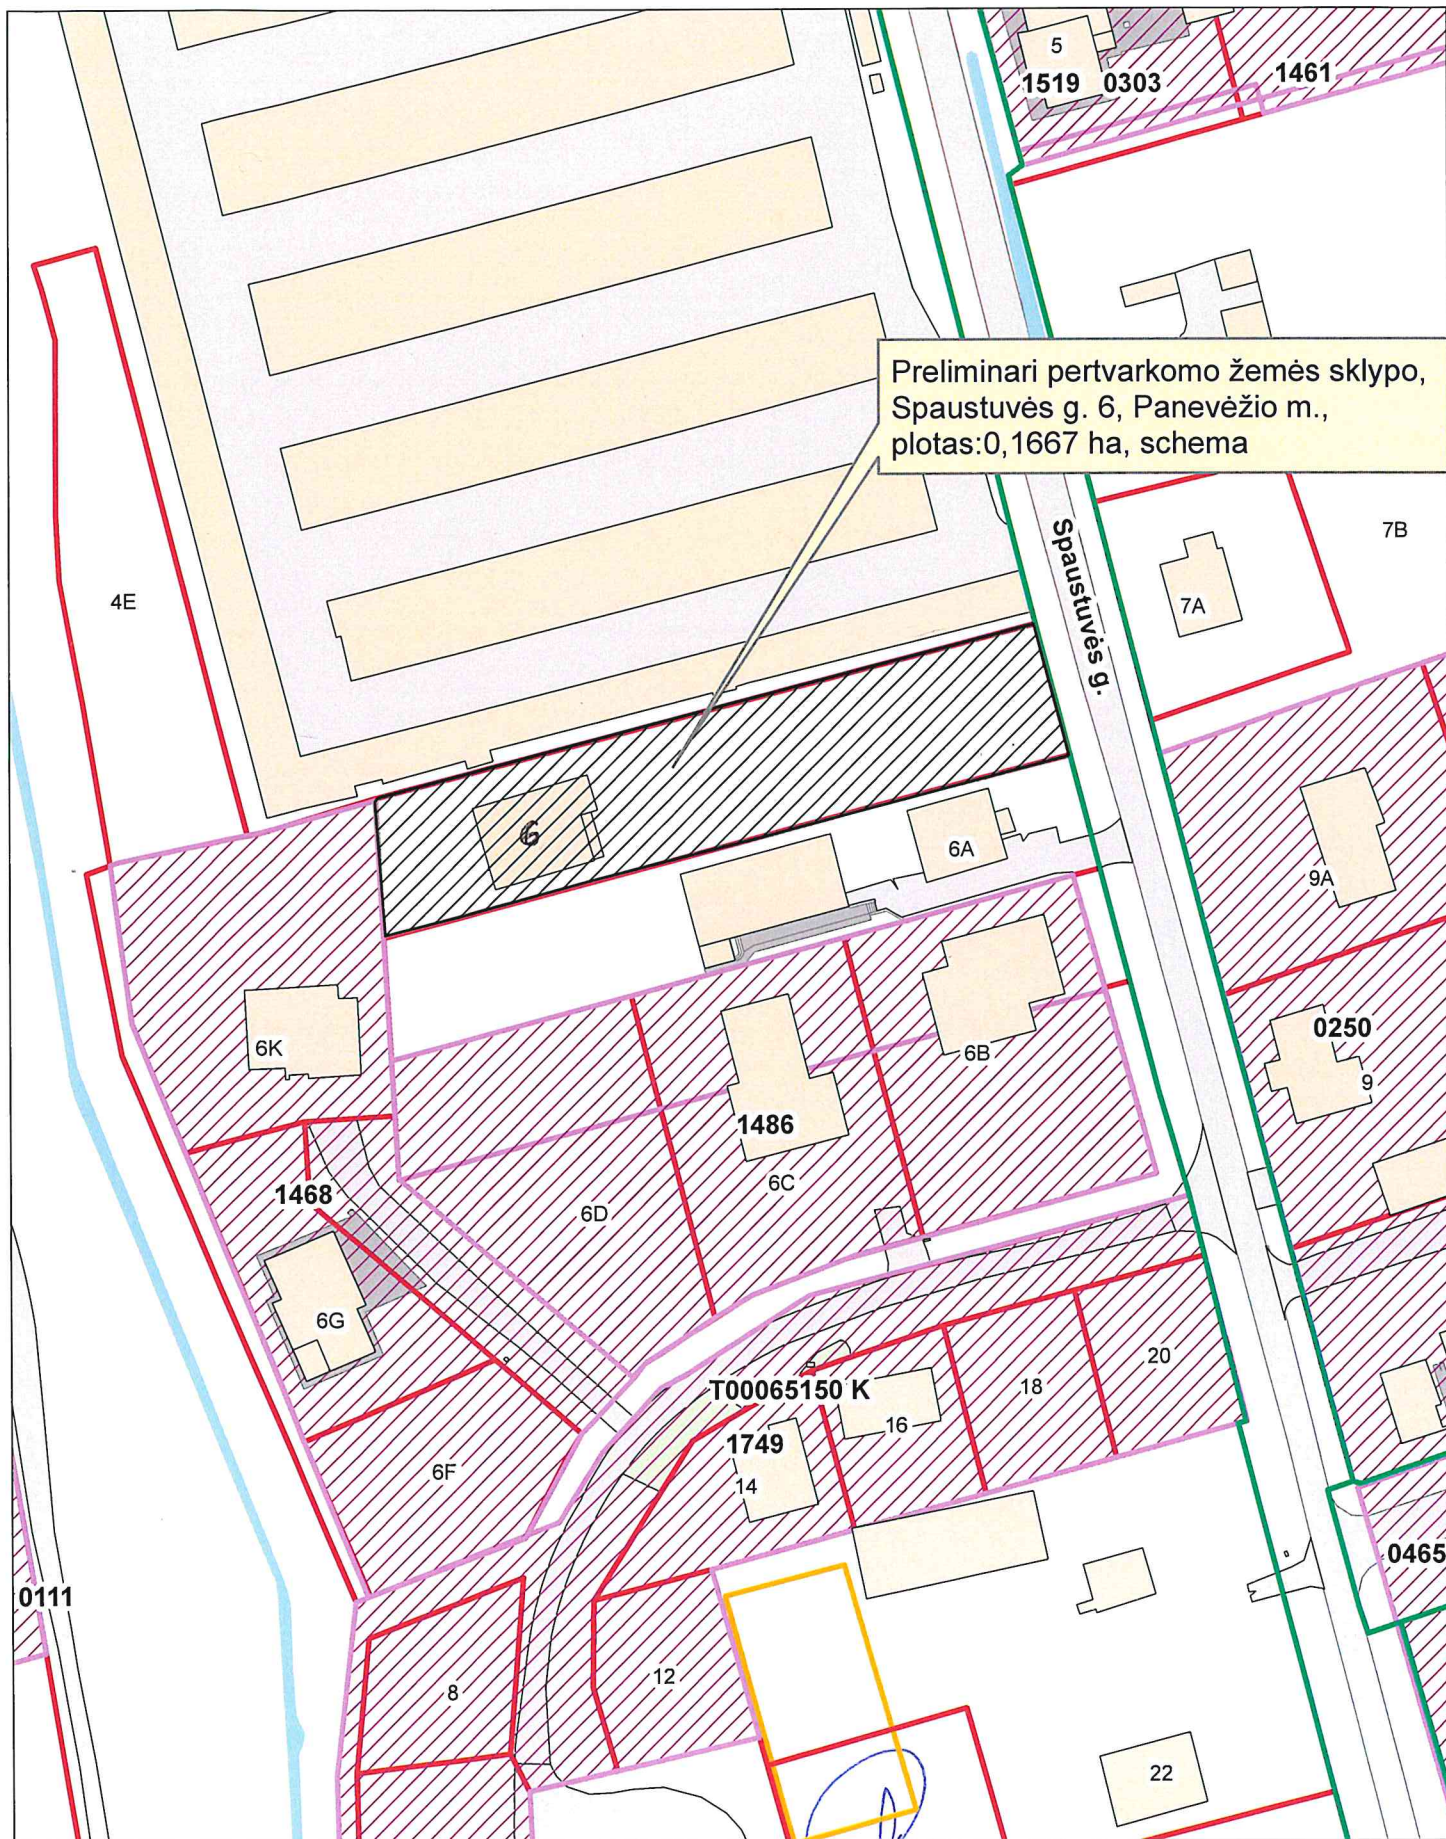 5
1519 0303
1461
Preliminari pertvarkomo žemės sklypo,
Spaustuvės g. 6, Panevėžio m.,
plotas:0,1667 ha, schema
Spaustuvės g.
7B
4E
7A
6
6A
9A
6K
6B
0250
9
1486
6C
1468
6D
6G
20
18
T00065150 K
16
1749
14
6F
0465
0111
12
8
22